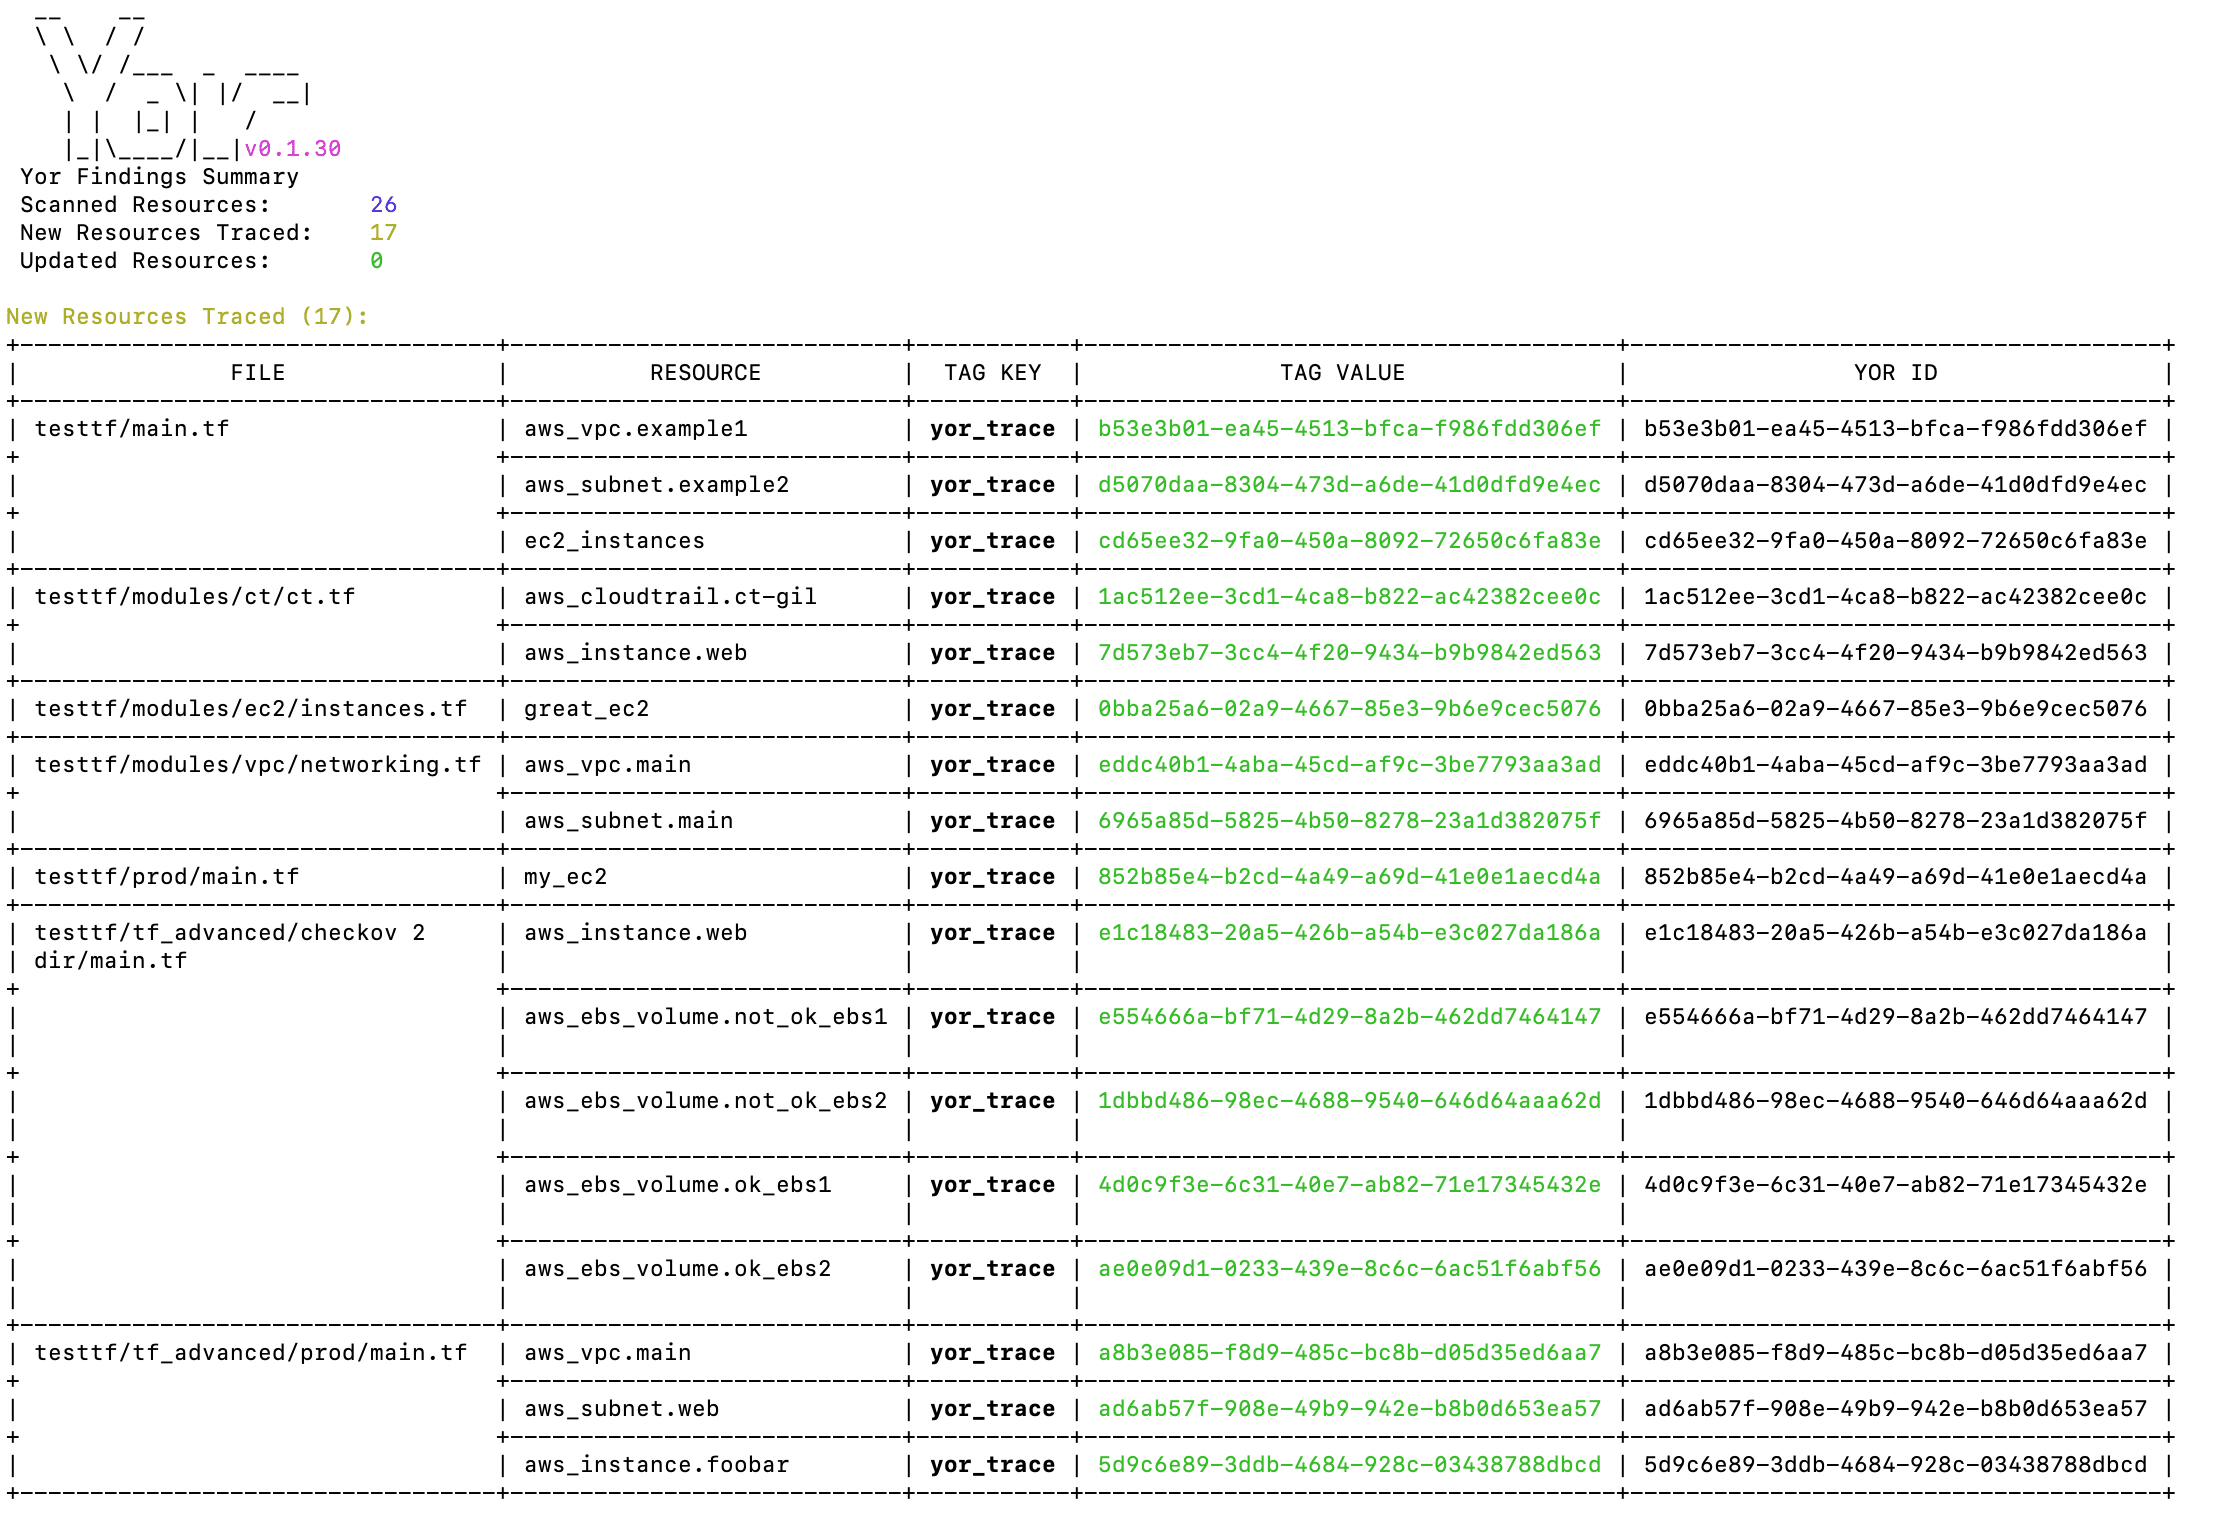 v0.1.30
Yor Findings Summary
Scanned Resources: 26
New Resources Traced: 17
Updated Resources: 0
New Resources Traced (17):
FILE RESOURCE TAG KEY TAG VALUE YOR ID
testtf/main.tf aws_vpc.example1 yor_trace b53e3b01-ea45-4513-bfca-f986fdd306ef b53e3b01-ea45-4513-bfca-f986fdd306ef
aws_subnet.example2 yor_trace d5070daa-8304-473d-a6de-41d0dfd9e4ec d5070daa-8304-473d-a6de-41d0dfd9e4ec
ec2_instances yor_trace cd65ee32-9fa0-450a-8092-72650c6fa83e cd65ee32-9fa0-450a-8092-72650c6fa83e
testtf/modules/ct/ct.tf aws_cloudtrail.ct-gil yor_trace 1ac512ee-3cd1-4ca8-b822-ac42382cee0c 1ac512ee-3cd1-4ca8-b822-ac42382cee0c
aws_instance.web yor_trace 7d573eb7-3cc4-4f20-9434-b9b9842ed563 7d573eb7-3cc4-4f20-9434-b9b9842ed563
testtf/modules/ec2/instances.tf great_ec2 yor_trace 0bba25a6-02a9-4667-85e3-9b6e9cec5076 0bba25a6-02a9-4667-85e3-9b6e9cec5076
testtf/modules/vpc/networking.tf aws_vpc.main yor_trace eddc40b1-4aba-45cd-af9c-3be7793aa3ad eddc40b1-4aba-45cd-af9c-3be7793aa3ad
aws_subnet.main yor_trace 6965a85d-5825-4b50-8278-23a1d382075f 6965a85d-5825-4b50-8278-23a1d382075f
testtf/prod/main.tf my_ec2 yor_trace 852b85e4-b2cd-4a49-a69d-41e0e1aecd4a 852b85e4-b2cd-4a49-a69d-41e0e1aecd4a
testtf/tf_advanced/checkov 2 aws_instance.web yor_trace e1c18483-20a5-426b-a54b-e3c027da186a e1c18483-20a5-426b-a54b-e3c027da186a
dir/main.tf
aws_ebs_volume.not_ok_ebs1 yor_trace e554666a-bf71-4d29-8a2b-462dd7464147 e554666a-bf71-4d29-8a2b-462dd7464147
aws_ebs_volume.not_ok_ebs2 yor_trace 1dbbd486-98ec-4688-9540-646d64aaa62d 1dbbd486-98ec-4688-9540-646d64aaa62d
aws_ebs_volume.ok_ebs1 yor_trace 4d0c9f3e-6c31-40e7-ab82-71e17345432e 4d0c9f3e-6c31-40e7-ab82-71e17345432e
aws_ebs_volume.ok_ebs2 yor_trace ae0e09d1-0233-439e-8c6c-6ac51f6abf56 ae0e09d1-0233-439e-8c6c-6ac51f6abf56
testtf/tf_advanced/prod/main.tf aws_vpc.main yor_trace a8b3e085-f8d9-485c-bc8b-d05d35ed6aa7 a8b3e085-f8d9-485c-bc8b-d05d35ed6aa7
aws_subnet.web yor_trace ad6ab57f-908e-49b9-942e-b8b0d653ea57 ad6ab57f-908e-49b9-942e-b8b0d653ea57
aws_instance.foobar yor_trace 5d9c6e89-3ddb-4684-928c-03438788dbcd 5d9c6e89-3ddb-4684-928c-03438788dbcd